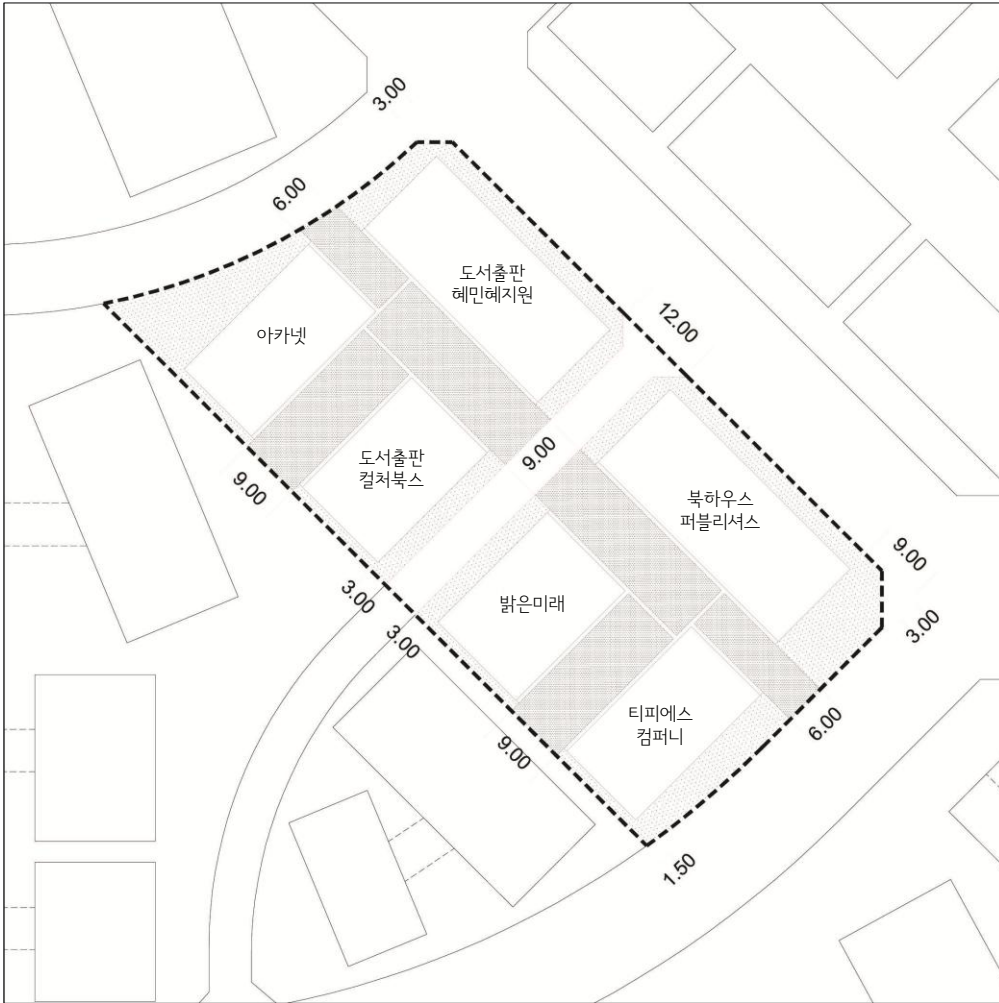 3.00
6.00
도서출판
혜민혜지원
12.00
아카넷
도서출판
컬처북스
9.00
9.00
북하우스
퍼블리셔스
9.00
3.00
밝은미래
3.00
3.00
티피에스
컴퍼니
6.00
9.00
1.50